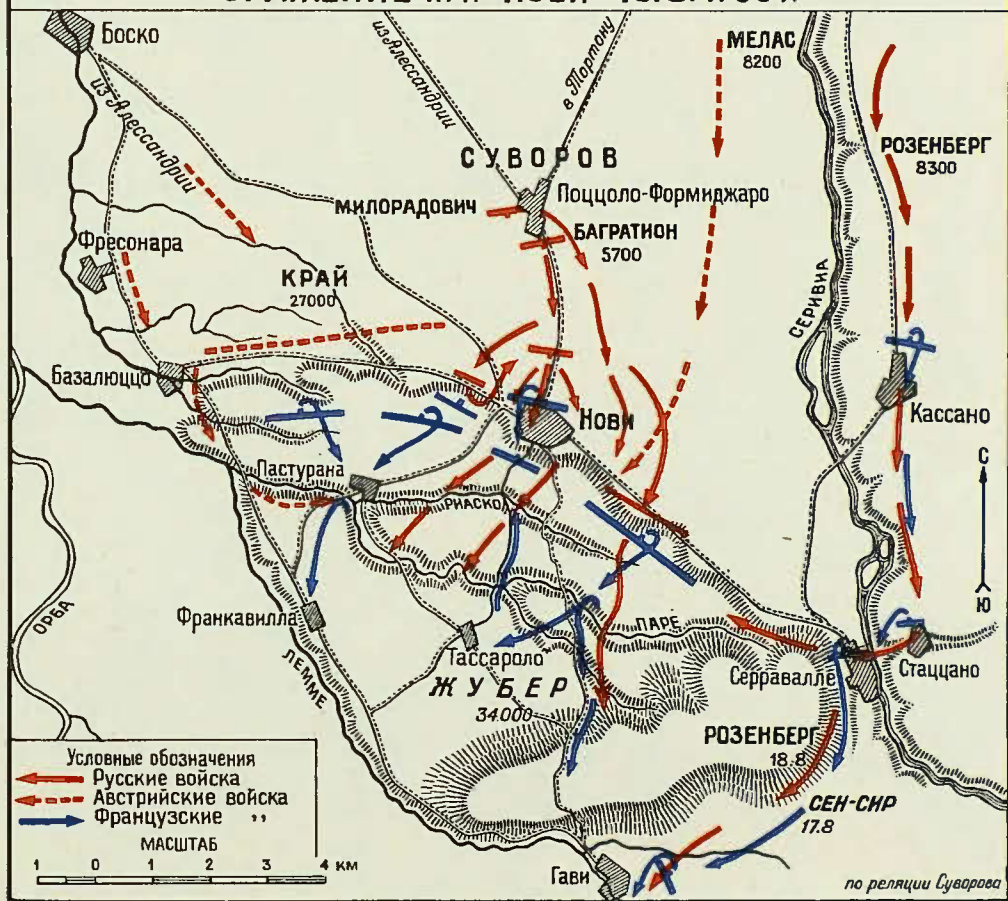 Боско
из Алессандрии
из Алессандрии
в Тортону
МЕЛАС
8200
РОЗЕНБЕРГ
8300
СУВОРОВ
МИЛОРАДОВИЧ
Поццоло-Формиджаро
БАГРАТИОН
5700
Фресонара
КРАЙ
27000
СЕРИВИА
Базалюццо
Нови
Кассано
С
Ю
Пастурана
РИАСКО
ОРБА
Франкавилла
ЛЕММЕ
Тассароло
ПАРЕ
Серравалле
Стаццано
ЖУБЕР
34.000
РОЗЕНБЕРГ
18.8
СЕН-СИР
17.8
Условные обозначения
Русские войска
Австрийские войска
Французские „
МАСШТАБ
1 0 1 2 3 4 км
Гави
по реляции Суворова